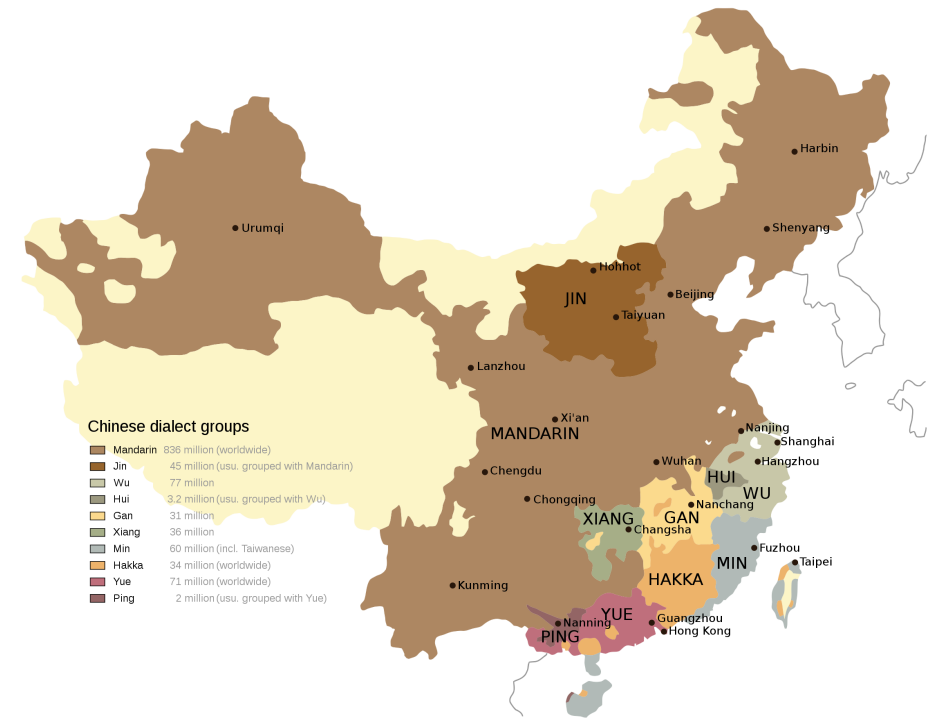 Harbin
Urumqi
Shenyang
Hohhot
Beijing
JIN
Taiyuan
Lanzhou
Xi'an
MANDARIN
Nanjing
Shanghai
Wuhan
Hangzhou
Chengdu
HUI
WU
Chongqing
Nanchang
XIANG
GAN
Changsha
Fuzhou
MIN
Taipei
HAKKA
Kunming
YUE
Guangzhou
Nanning
Hong Kong
PING
Chinese dialect groups
Mandarin 836 million (worldwide)
Jin 45 million (usu. grouped with Mandarin)
Wu 77 million
Hui 3.2 million (usu. grouped with Wu)
Gan 31 million
Xiang 36 million
Min 60 million (incl. Taiwanese)
Hakka 34 million (worldwide)
Yue 71 million (worldwide)
Ping 2 million (usu. grouped with Yue)